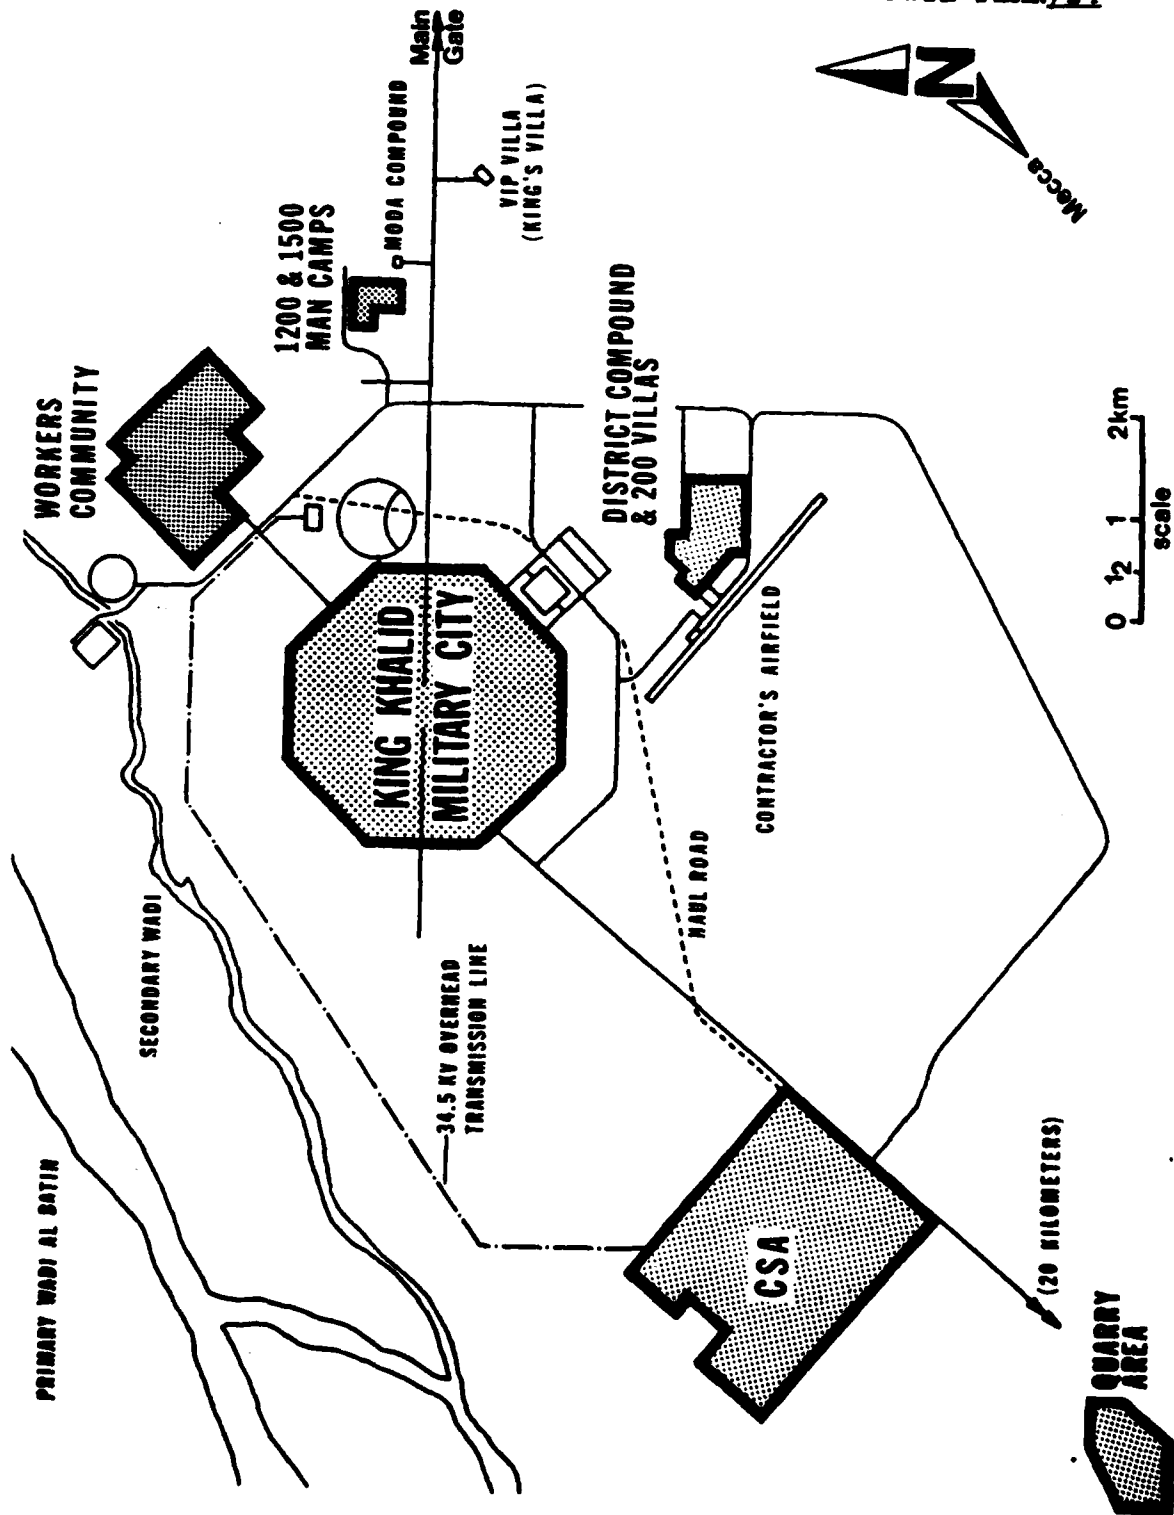 PRIMARY WADI AL BATIN
SECONDARY WADI
WORKERS
COMMUNITY
1200 & 1500
MAN CAMPS
MODA COMPOUND
Main
Gate
VIP VILLA
(KING'S VILLA)
KING KHALID
MILITARY CITY
34.5 KV OVERHEAD
TRANSMISSION LINE
DISTRICT COMPOUND
& 200 VILLAS
HAUL ROAD
CONTRACTOR'S AIRFIELD
CSA
(20 KILOMETERS)
QUARRY
AREA
N
Mecca
0 1/2 1 2km
scale